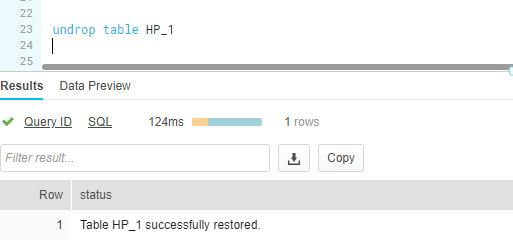 22
23 undrop table HP_1
24
25
Results Data Preview
Query ID SQL 124ms 1 rows
Filter result... Copy
Row status
1 Table HP_1 successfully restored.